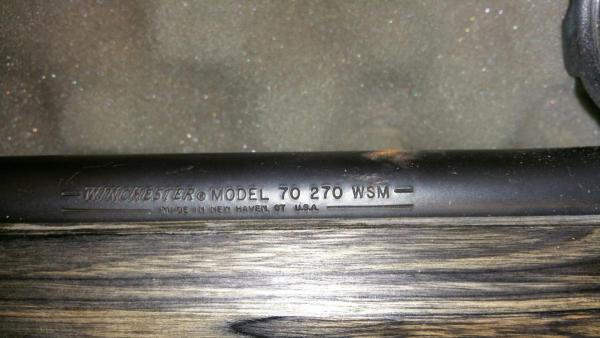 WINCHESTER® MODEL 70 270 WSM
MADE IN NEW HAVEN, CT U.S.A.